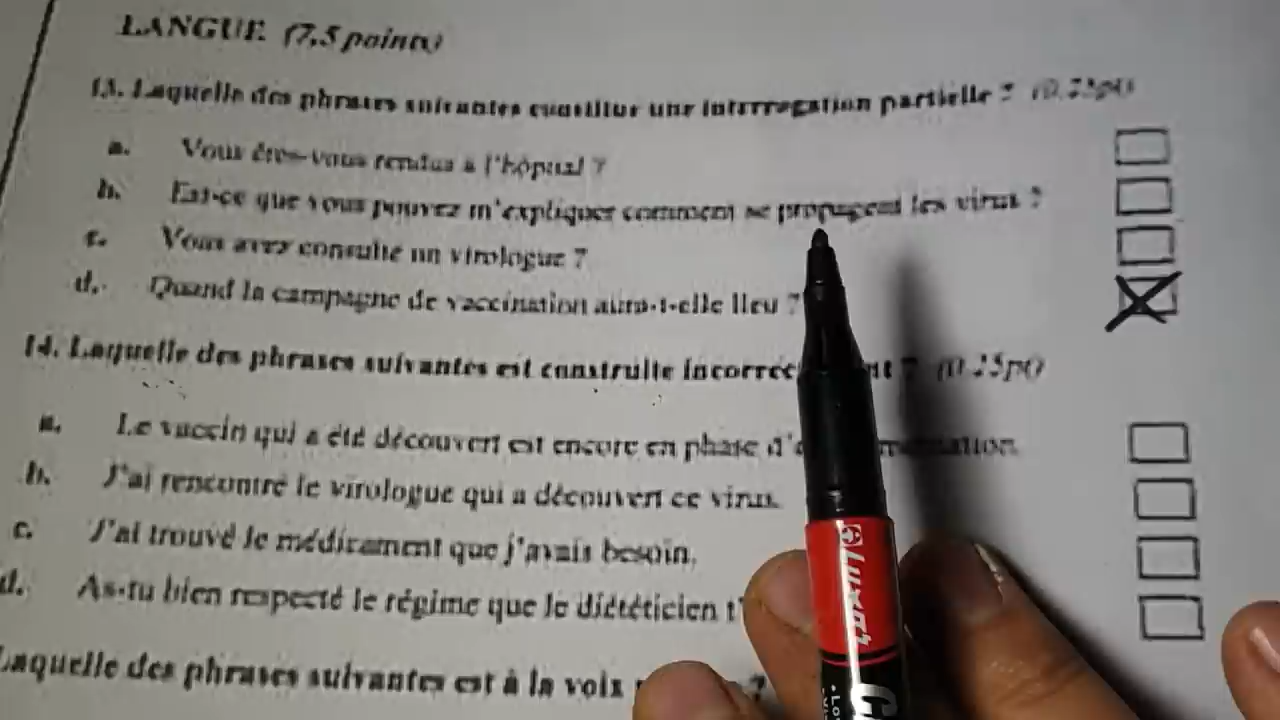 LANGUE (7,5 points)
13. Laquelle des phrases suivantes constitue une interrogation partielle ? (0.25pt)
a. Vous êtes-vous rendus à l'hôpital ?
b. Est-ce que vous pouvez m'expliquer comment se propagent les virus ?
c. Vous avez consulté un virologue ?
d. Quand la campagne de vaccination aura-t-elle lieu ?
14. Laquelle des phrases suivantes est construite ? (0.25pt)
a. Le vaccin qui a été découvert est encore en phase
b. J'ai rencontré le virologue qui a découvert ce virus.
c. J'ai trouvé le médicament que j'avais besoin.
d. As-tu bien respecté le régime que le diététicien
Laquelle des phrases suivantes est à la voix ?
Luxor